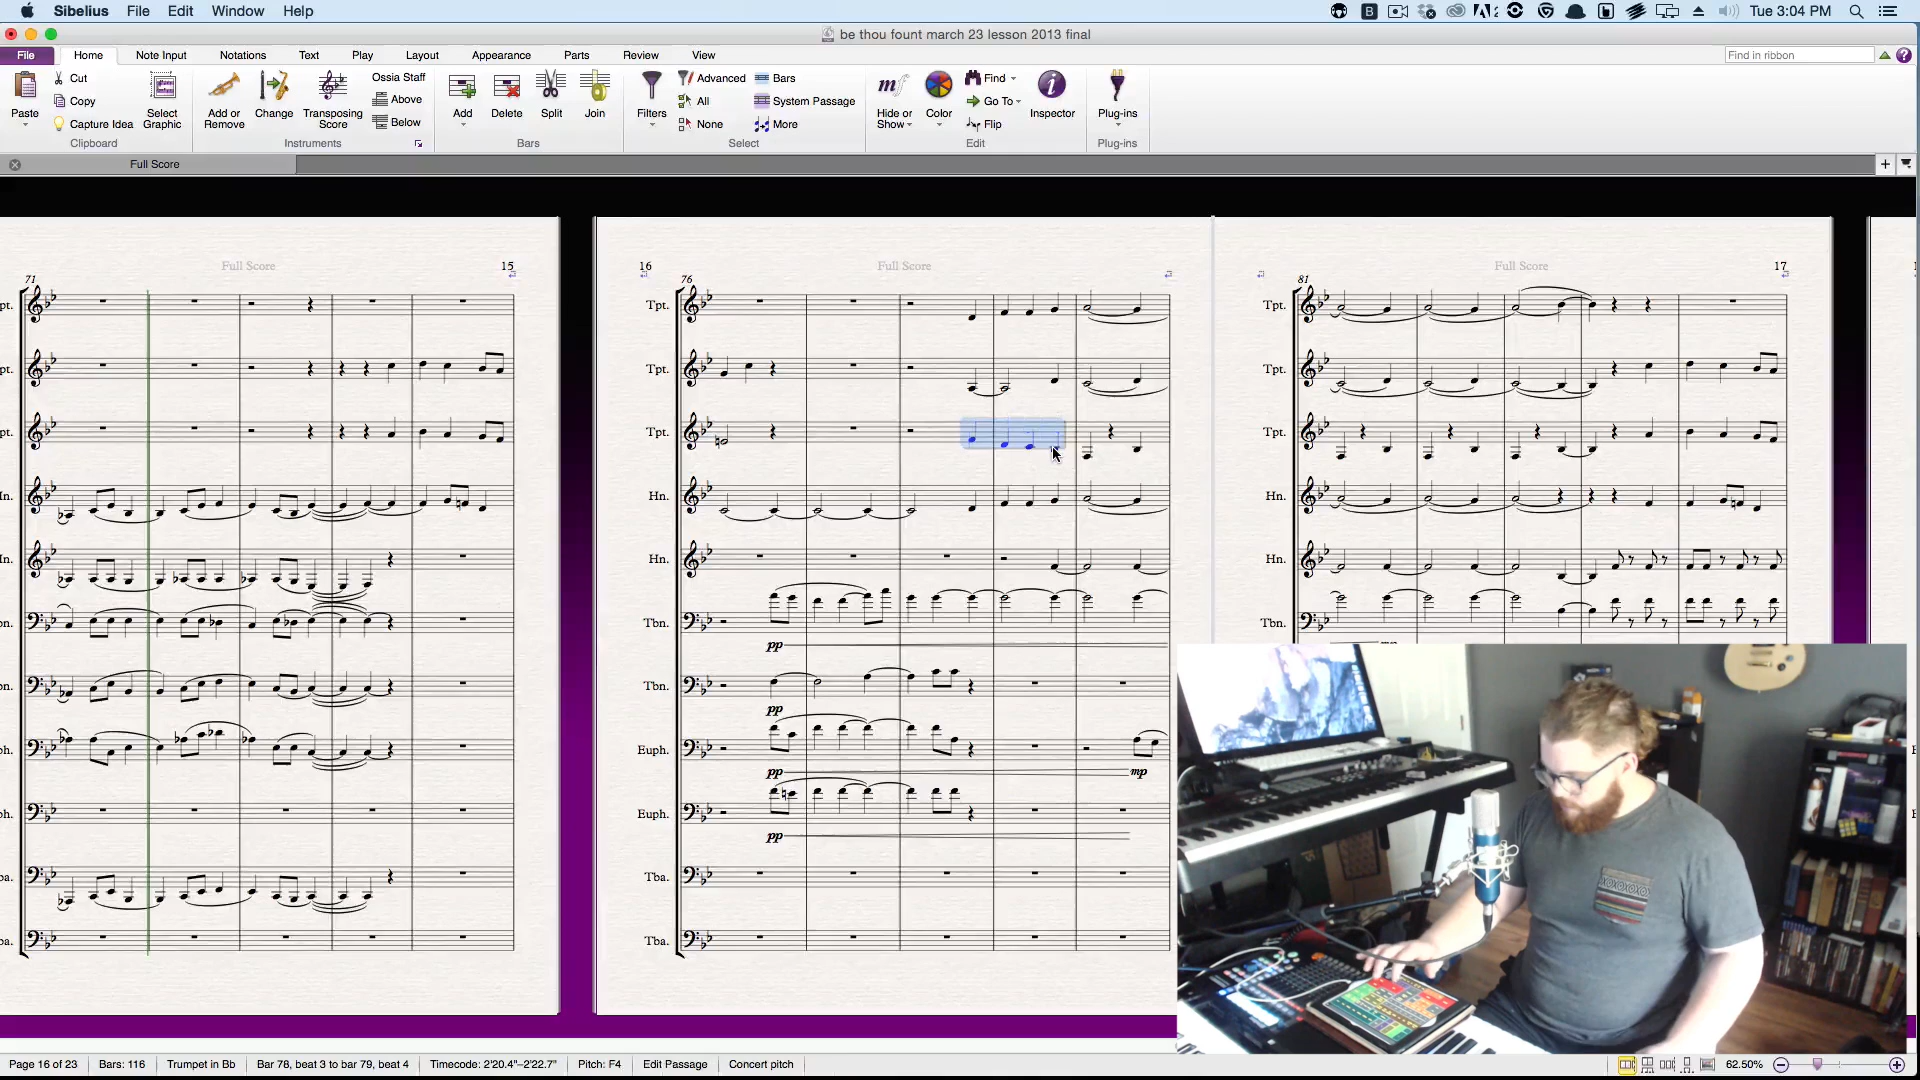 Sibelius File Edit Window Help
Tue 3:04 PM
be thou fount march 23 lesson 2013 final
File Home Note Input Notations Text Play Layout Appearance Parts Review View
Find in ribbon
Paste Cut Copy Capture Idea Select Graphic
Clipboard
Add or Remove Change Transposing Score Ossia Staff Above Below
Instruments
Add Delete Split Join
Bars
Filters Advanced All None Bars System Passage More
Select
Hide or Show Color Find Go To Flip Inspector
Edit
Plug-ins
Plug-ins
Full Score
Full Score 15
71
16 Full Score
76
Full Score 17
81
Tpt.
Tpt.
Tpt.
Hn.
Hn.
Tbn.
pp
Tbn.
pp
Euph.
pp mp
Euph.
pp
Tba.
Tba.
Tpt.
Tpt.
Tpt.
Hn.
Hn.
Tbn.
Page 16 of 23 Bars: 116 Trumpet in Bb Bar 78, beat 3 to bar 79, beat 4 Timecode: 2'20.4"–2'22.7" Pitch: F4 Edit Passage Concert pitch 62.50%